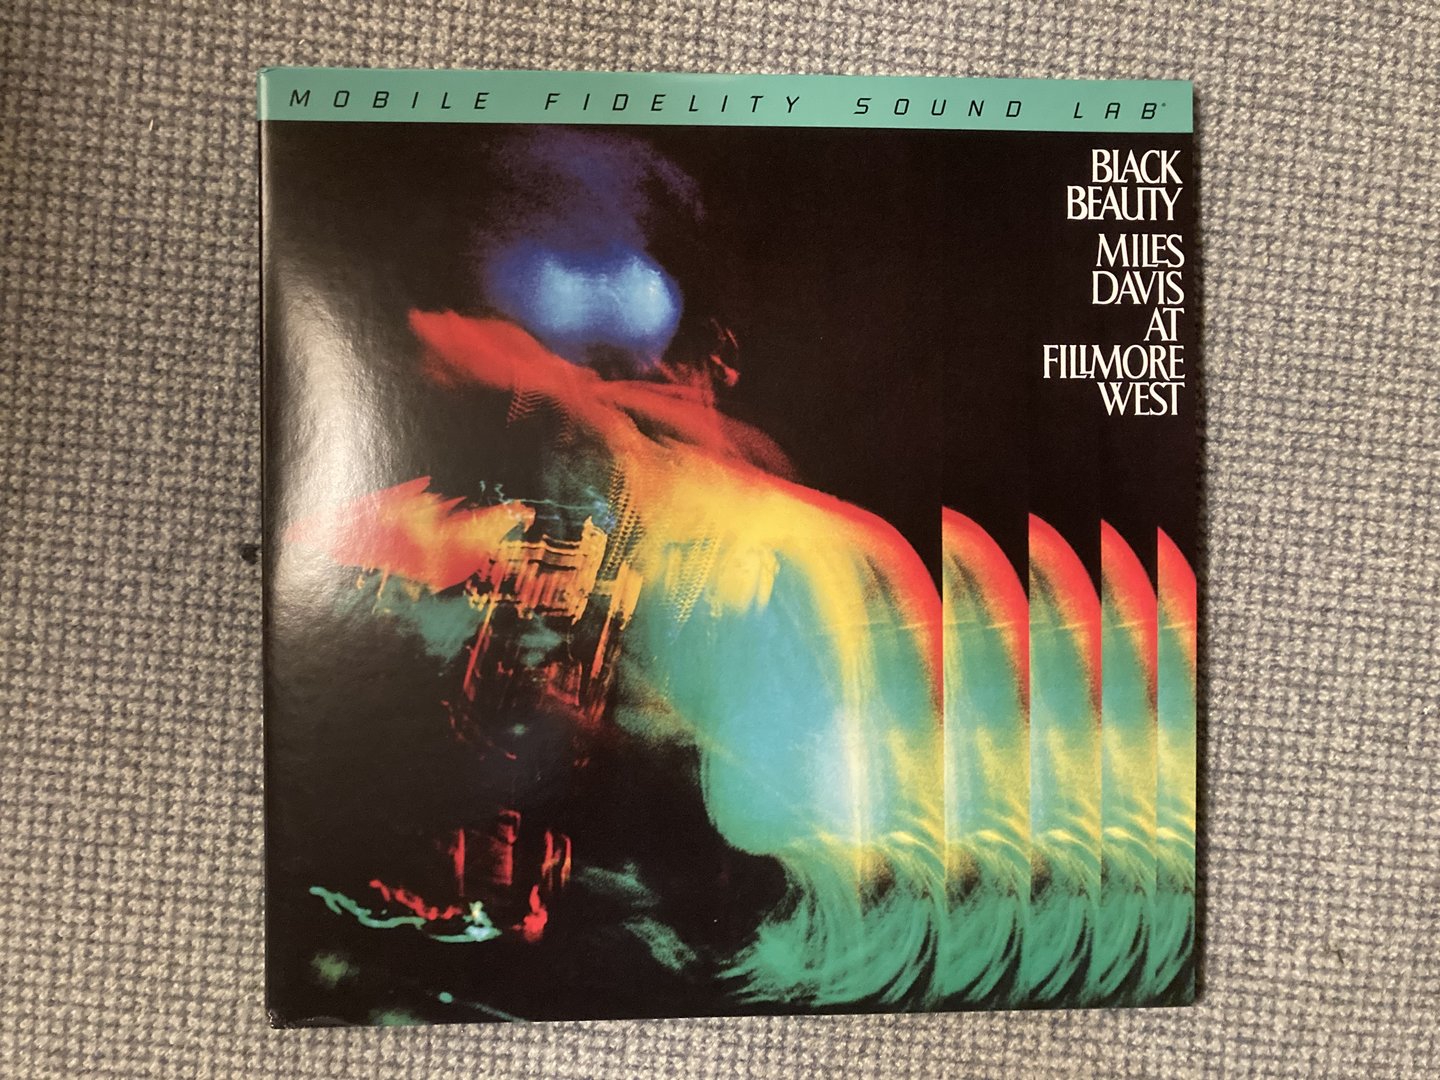 MOBILE FIDELITY SOUND LAB®
BLACK
BEAUTY
MILES
DAVIS
AT
FILLMORE
WEST